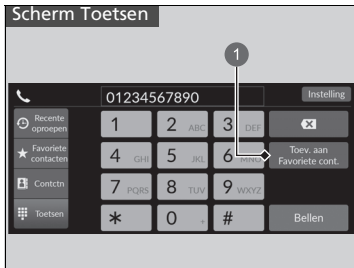 Scherm Toetsen
1
01234567890
Instelling
Recente
oproepen
1
2 ABC
3 DEF
Favoriete
contacten
4 GHI
5 JKL
6 MNO
Toev. aan
Favoriete cont.
Contctn
7 PQRS
8 TUV
9 WXYZ
Toetsen
*
0 +
#
Bellen